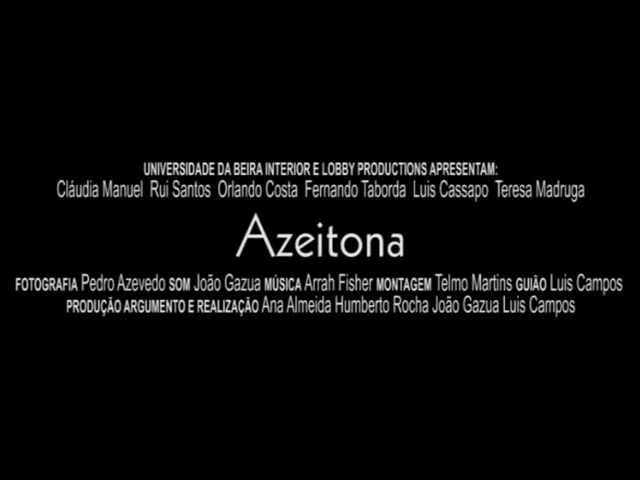 UNIVERSIDADE DA BEIRA INTERIOR E LOBBY PRODUCTIONS APRESENTAM:
Cláudia Manuel Rui Santos Orlando Costa Fernando Taborda Luis Cassapo Teresa Madruga
Azeitona
FOTOGRAFIA Pedro Azevedo SOM João Gazua MÚSICA Arrah Fisher MONTAGEM Telmo Martins GUIÃO Luis Campos
PRODUÇÃO ARGUMENTO E REALIZAÇÃO Ana Almeida Humberto Rocha João Gazua Luis Campos